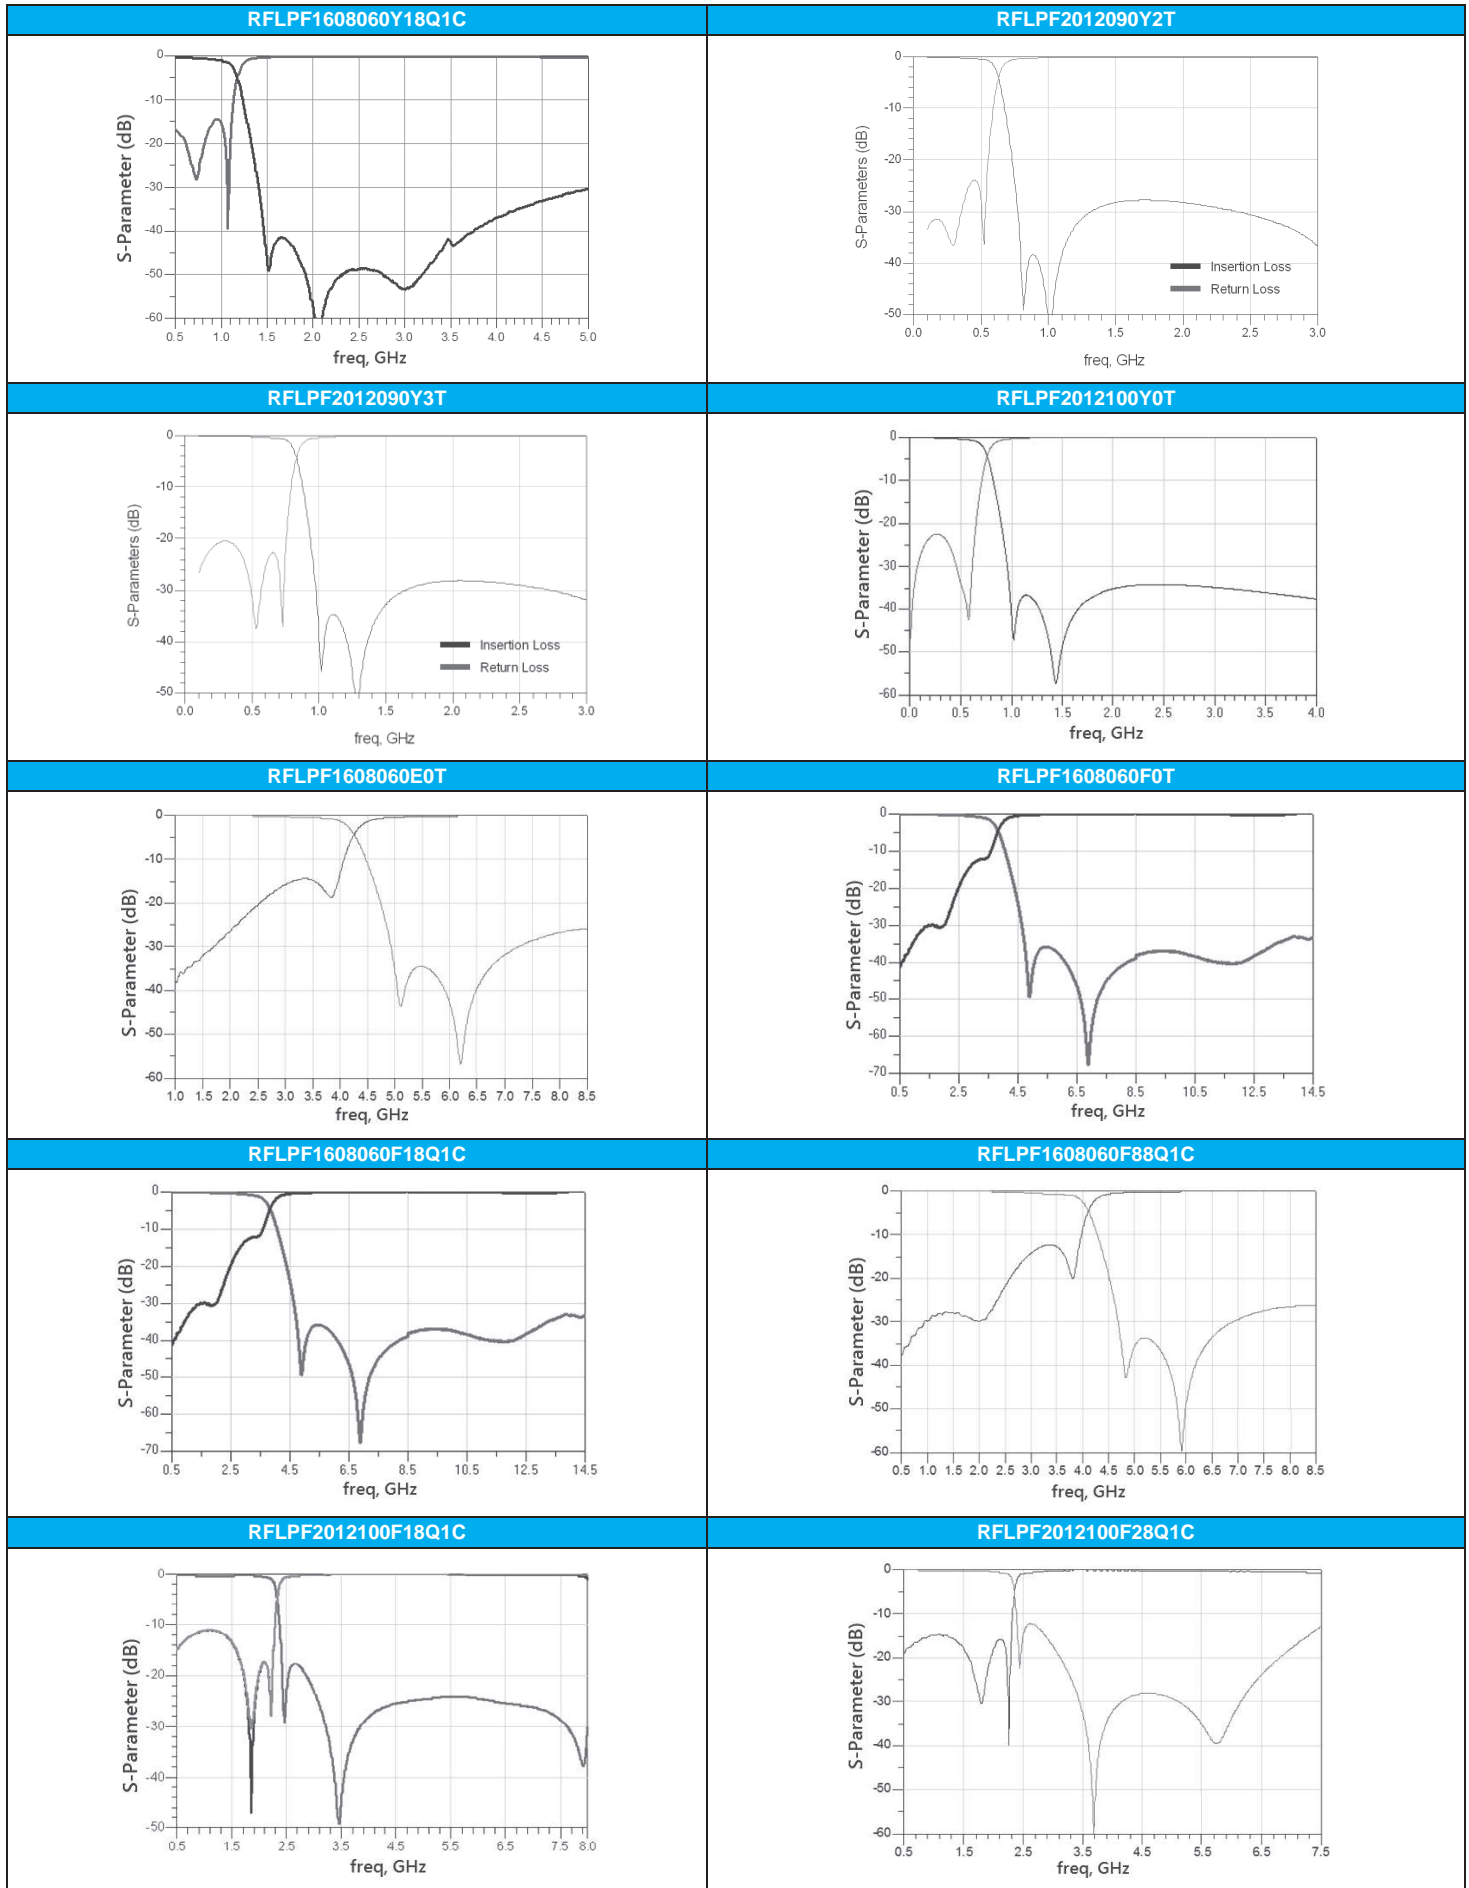 RFLPF1608060Y18Q1C
0
-10
-20
-30
-40
-50
-60
S-Parameter (dB)
0.5 1.0 1.5 2.0 2.5 3.0 3.5 4.0 4.5 5.0
freq, GHz
RFLPF2012090Y2T
0
-10
-20
-30
-40
-50
S-Parameters (dB)
Insertion Loss
Return Loss
0.0 0.5 1.0 1.5 2.0 2.5 3.0
freq, GHz
RFLPF2012090Y3T
0
-10
-20
-30
-40
-50
S-Parameters (dB)
Insertion Loss
Return Loss
0.0 0.5 1.0 1.5 2.0 2.5 3.0
freq, GHz
RFLPF2012100Y0T
0
-10
-20
-30
-40
-50
-60
S-Parameter (dB)
0.0 0.5 1.0 1.5 2.0 2.5 3.0 3.5 4.0
freq, GHz
RFLPF1608060E0T
0
-10
-20
-30
-40
-50
-60
S-Parameter (dB)
1.0 1.5 2.0 2.5 3.0 3.5 4.0 4.5 5.0 5.5 6.0 6.5 7.0 7.5 8.0 8.5
freq, GHz
RFLPF1608060F0T
0
-10
-20
-30
-40
-50
-60
-70
S-Parameter (dB)
0.5 2.5 4.5 6.5 8.5 10.5 12.5 14.5
freq, GHz
RFLPF1608060F18Q1C
0
-10
-20
-30
-40
-50
-60
-70
S-Parameter (dB)
0.5 2.5 4.5 6.5 8.5 10.5 12.5 14.5
freq, GHz
RFLPF1608060F88Q1C
0
-10
-20
-30
-40
-50
-60
S-Parameter (dB)
0.5 1.0 1.5 2.0 2.5 3.0 3.5 4.0 4.5 5.0 5.5 6.0 6.5 7.0 7.5 8.0 8.5
freq, GHz
RFLPF2012100F18Q1C
0
-10
-20
-30
-40
-50
S-Parameter (dB)
0.5 1.5 2.5 3.5 4.5 5.5 6.5 7.5 8.0
freq, GHz
RFLPF2012100F28Q1C
0
-10
-20
-30
-40
-50
-60
S-Parameter (dB)
0.5 1.5 2.5 3.5 4.5 5.5 6.5 7.5
freq, GHz